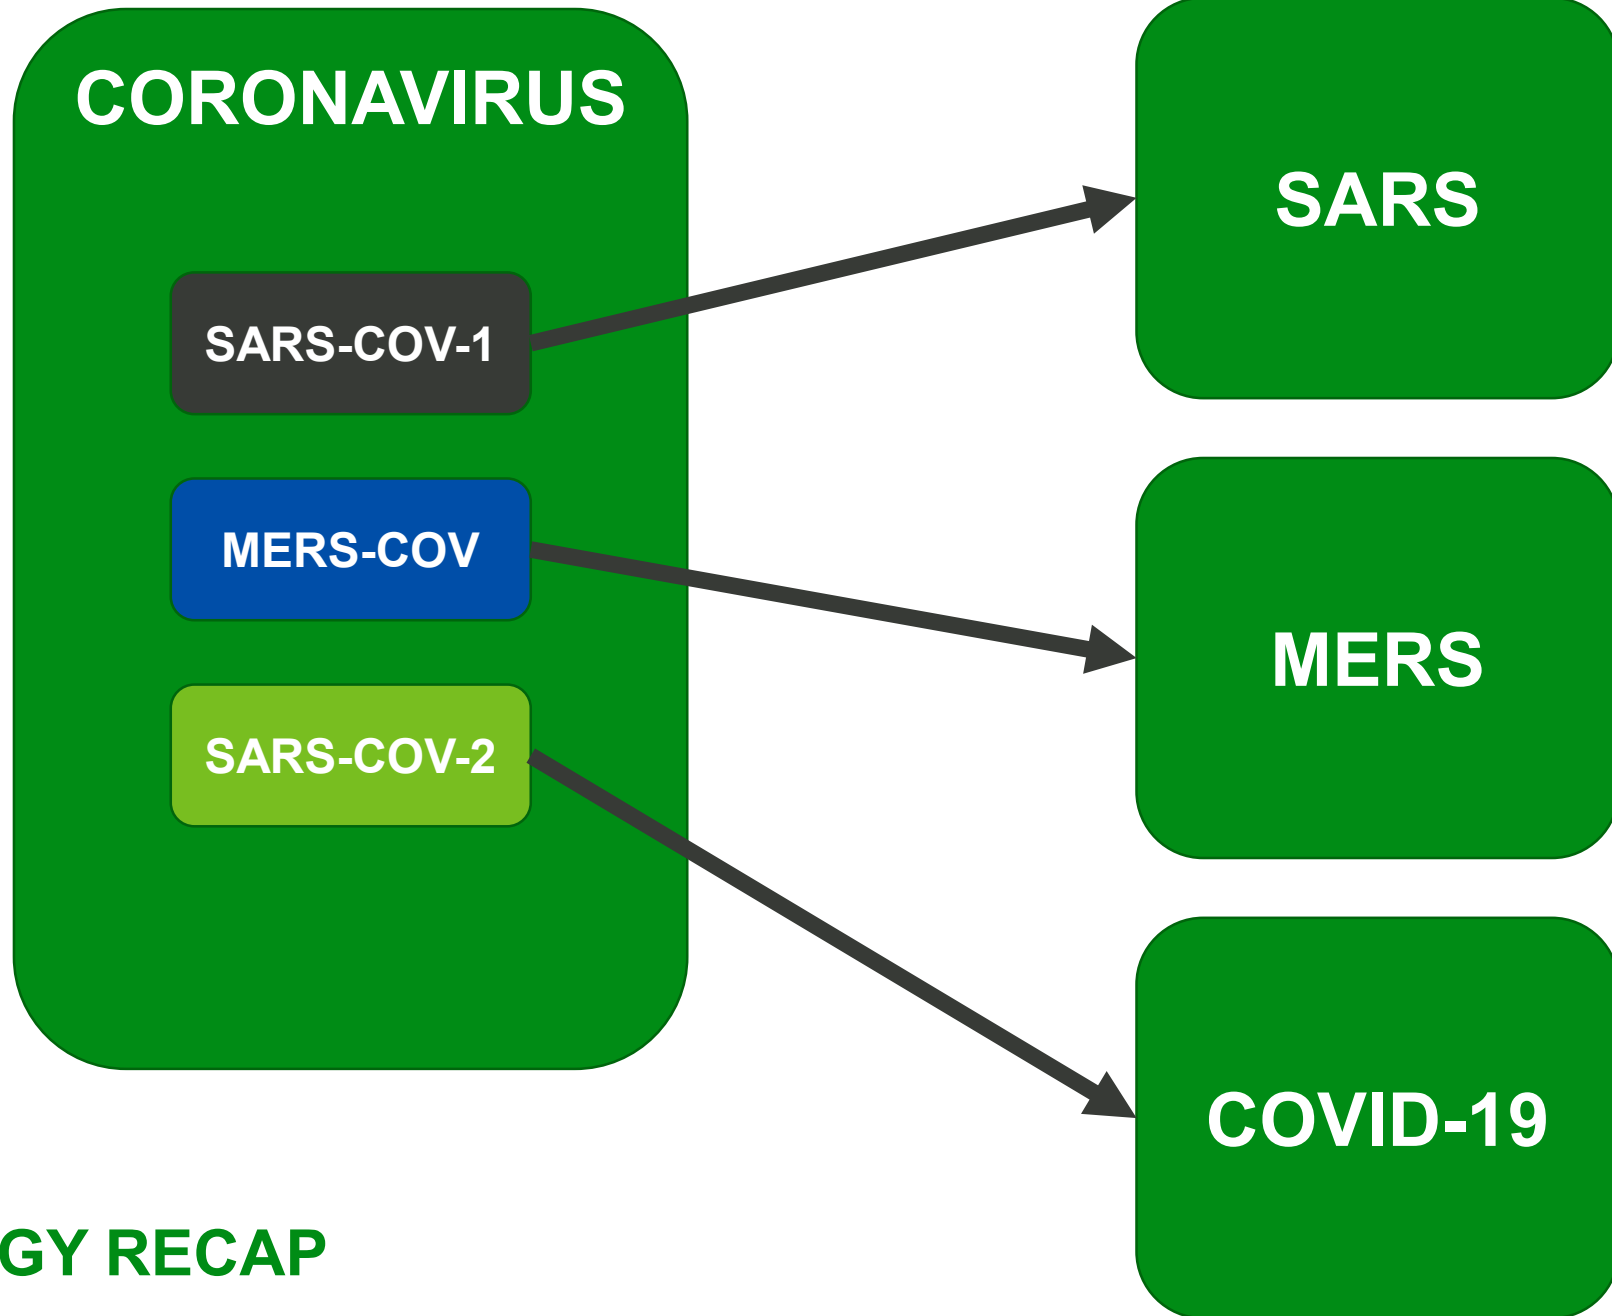 CORONAVIRUS
SARS-COV-1
MERS-COV
SARS-COV-2
SARS
MERS
COVID-19
GY RECAP